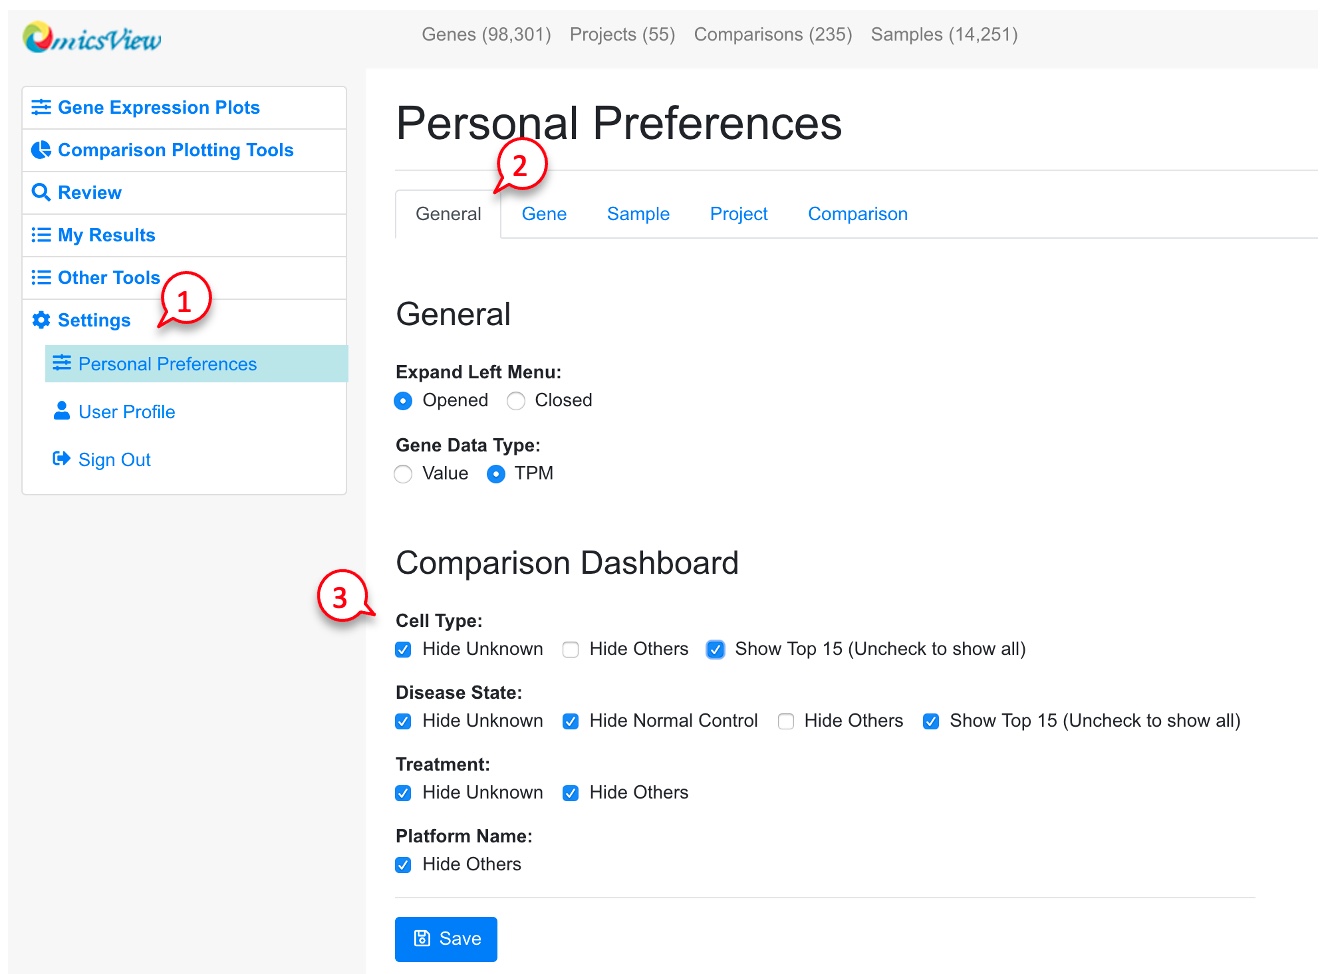 OmicsView
Genes (98,301) Projects (55) Comparisons (235) Samples (14,251)
Gene Expression Plots
Comparison Plotting Tools
Review
My Results
Other Tools
1
Settings
Personal Preferences
User Profile
Sign Out
Personal Preferences
2
General Gene Sample Project Comparison
General
Expand Left Menu:
Opened Closed
Gene Data Type:
Value TPM
Comparison Dashboard
3
Cell Type:
Hide Unknown Hide Others Show Top 15 (Uncheck to show all)
Disease State:
Hide Unknown Hide Normal Control Hide Others Show Top 15 (Uncheck to show all)
Treatment:
Hide Unknown Hide Others
Platform Name:
Hide Others
Save